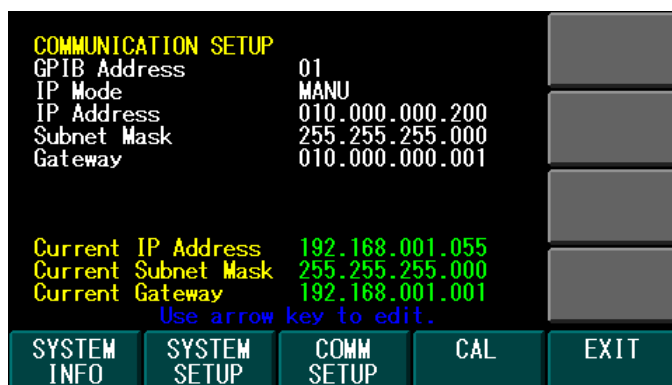 COMMUNICATION SETUP
GPIB Address 01
IP Mode MANU
IP Address 010.000.000.200
Subnet Mask 255.255.255.000
Gateway 010.000.000.001
Current IP Address 192.168.001.055
Current Subnet Mask 255.255.255.000
Current Gateway 192.168.001.001
Use arrow key to edit.
SYSTEM INFO
SYSTEM SETUP
COMM SETUP
CAL
EXIT